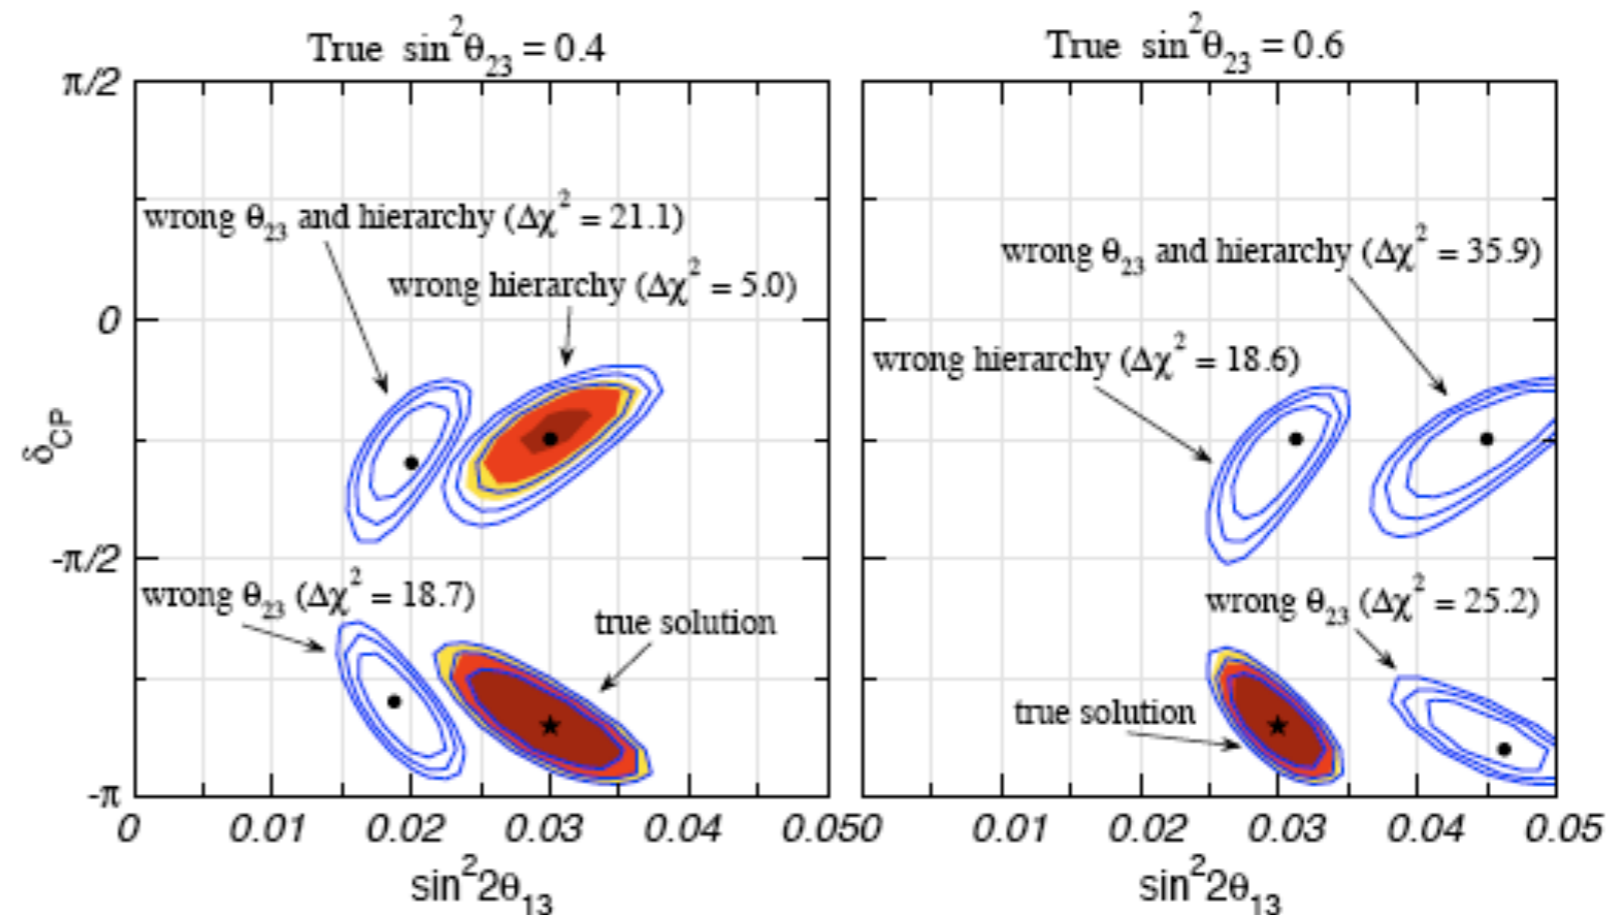 True sin²θ₂₃ = 0.4
π/2
0
-π/2
-π
δCP
wrong θ₂₃ and hierarchy (Δχ² = 21.1)
wrong hierarchy (Δχ² = 5.0)
wrong θ₂₃ (Δχ² = 18.7)
true solution
0 0.01 0.02 0.03 0.04 0.05
sin²2θ₁₃
True sin²θ₂₃ = 0.6
wrong θ₂₃ and hierarchy (Δχ² = 35.9)
wrong hierarchy (Δχ² = 18.6)
wrong θ₂₃ (Δχ² = 25.2)
true solution
0 0.01 0.02 0.03 0.04 0.05
sin²2θ₁₃